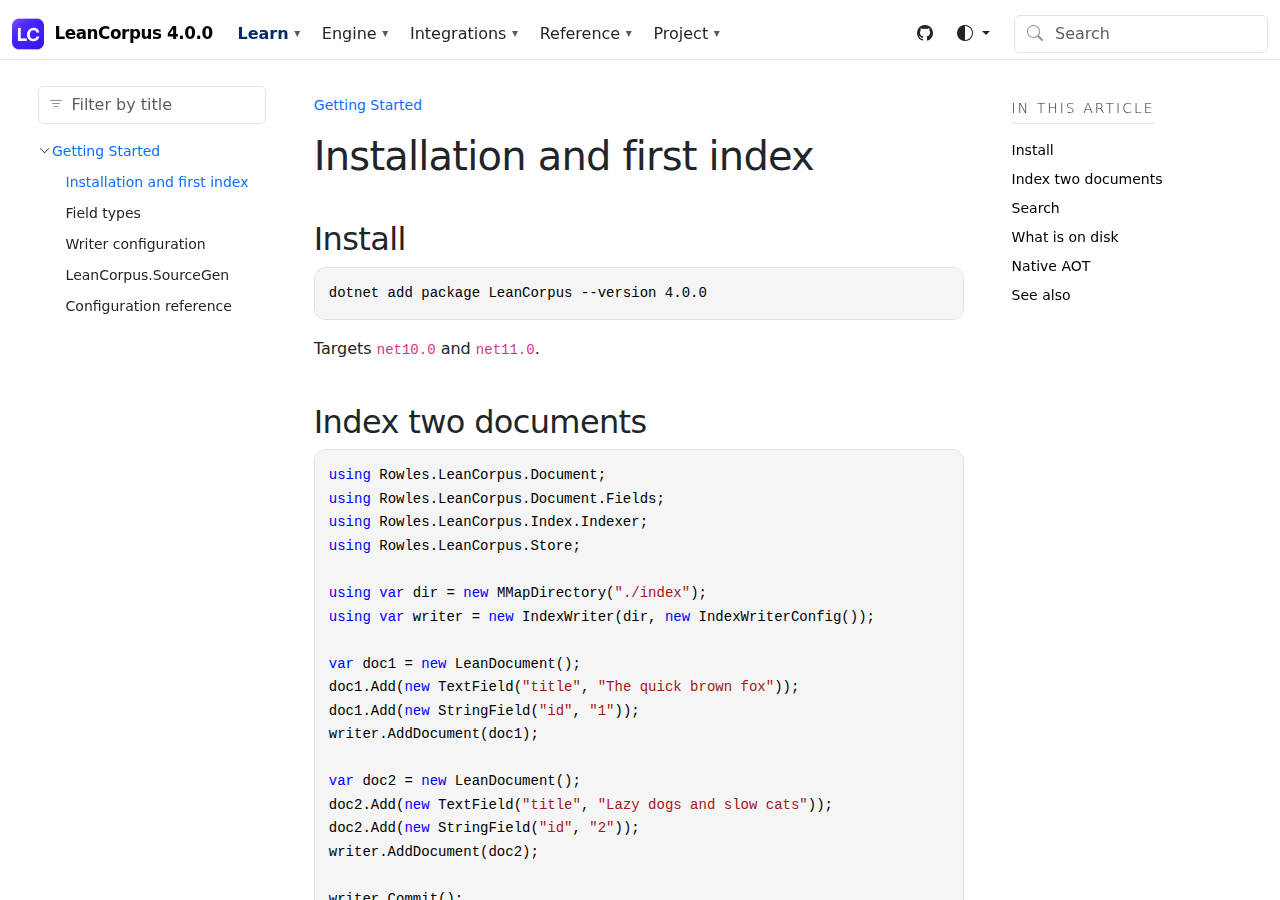 LC LeanCorpus 4.0.0 Learn ▾ Engine ▾ Integrations ▾ Reference ▾ Project ▾ Search
Filter by title
Getting Started
Installation and first index
Field types
Writer configuration
LeanCorpus.SourceGen
Configuration reference
Getting Started
Installation and first index
Install
dotnet add package LeanCorpus --version 4.0.0
Targets net10.0 and net11.0.
Index two documents
using Rowles.LeanCorpus.Document;
using Rowles.LeanCorpus.Document.Fields;
using Rowles.LeanCorpus.Index.Indexer;
using Rowles.LeanCorpus.Store;
using var dir = new MMapDirectory("./index");
using var writer = new IndexWriter(dir, new IndexWriterConfig());
var doc1 = new LeanDocument();
doc1.Add(new TextField("title", "The quick brown fox"));
doc1.Add(new StringField("id", "1"));
writer.AddDocument(doc1);
var doc2 = new LeanDocument();
doc2.Add(new TextField("title", "Lazy dogs and slow cats"));
doc2.Add(new StringField("id", "2"));
writer.AddDocument(doc2);
writer.Commit();
IN THIS ARTICLE
Install
Index two documents
Search
What is on disk
Native AOT
See also